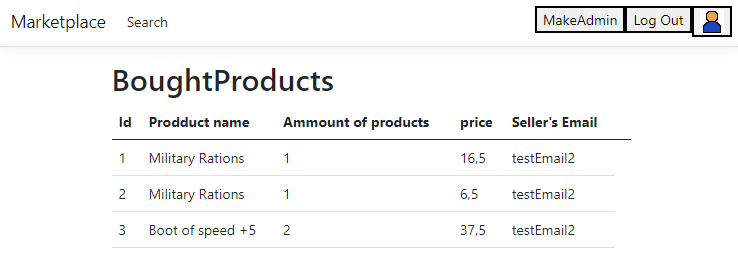 Marketplace Search MakeAdmin Log Out
BoughtProducts
Id Prodduct name Ammount of products price Seller's Email
1 Military Rations 1 16,5 testEmail2
2 Military Rations 1 6,5 testEmail2
3 Boot of speed +5 2 37,5 testEmail2